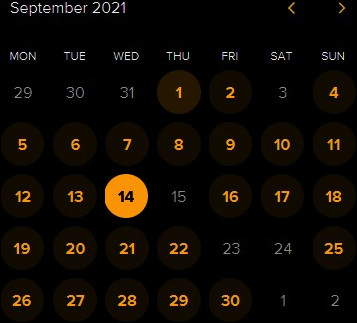 September 2021 < >
MON TUE WED THU FRI SAT SUN
29 30 31 1 2 3 4
5 6 7 8 9 10 11
12 13 14 15 16 17 18
19 20 21 22 23 24 25
26 27 28 29 30 1 2